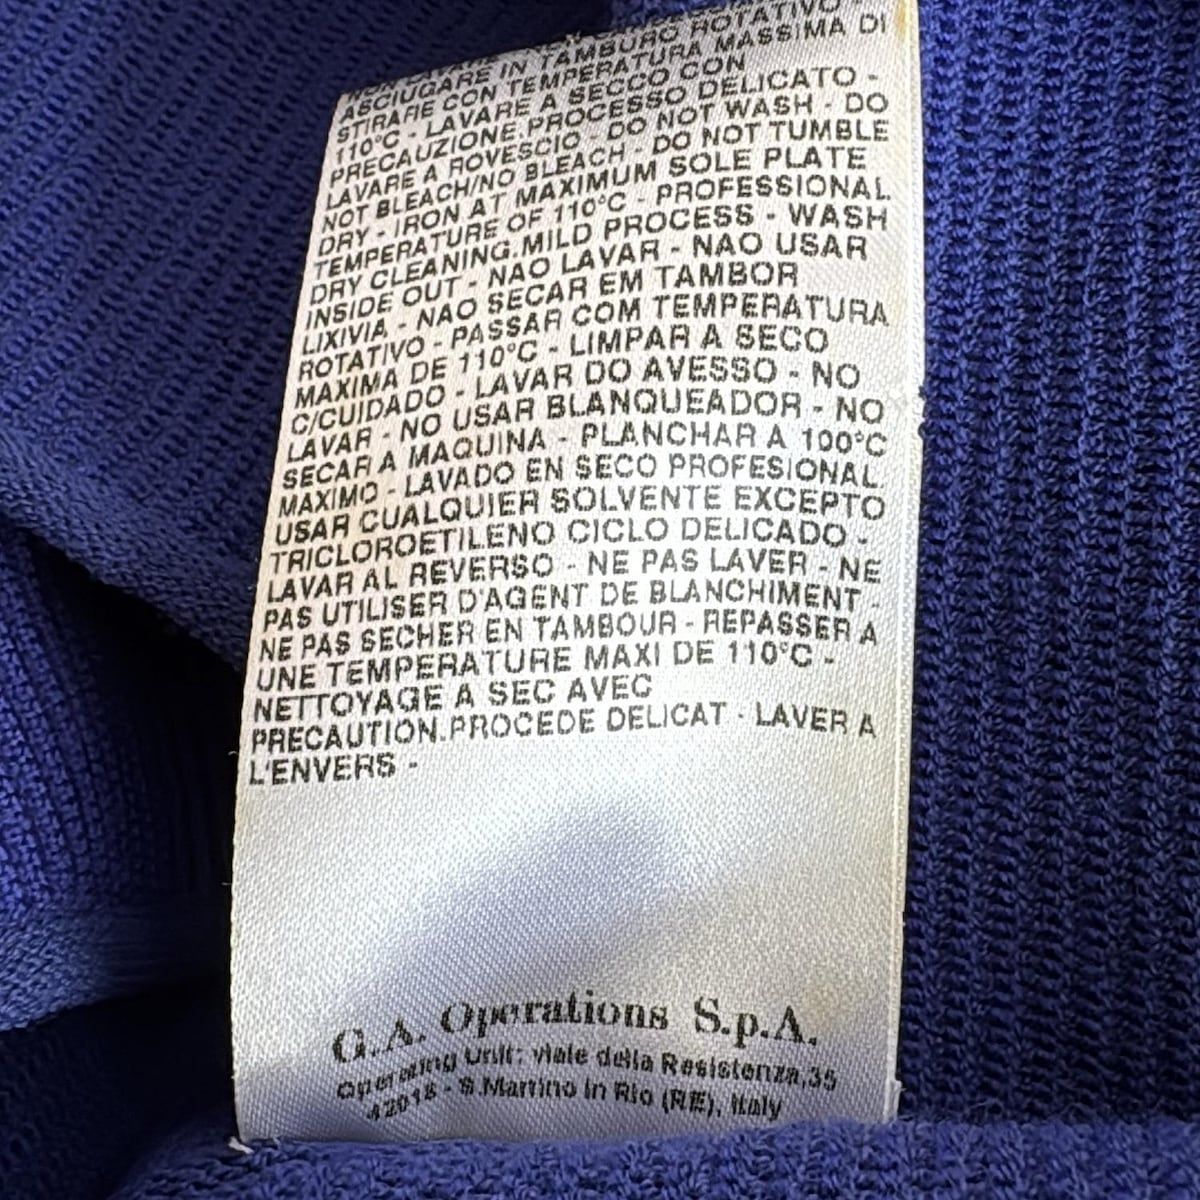 ASCIUGARE IN TAMBURO ROTATIVO -
STIRARE CON TEMPERATURA MASSIMA DI
110°C - LAVARE A SECCO CON
PRECAUZIONE.PROCESSO DELICATO -
LAVARE A ROVESCIO - DO NOT WASH - DO
NOT BLEACH/NO BLEACH - DO NOT TUMBLE
DRY - IRON AT MAXIMUM SOLE PLATE
TEMPERATURE OF 110°C - PROFESSIONAL
DRY CLEANING.MILD PROCESS - WASH
INSIDE OUT - NAO LAVAR - NAO USAR
LIXIVIA - NAO SECAR EM TAMBOR
ROTATIVO - PASSAR COM TEMPERATURA
MAXIMA DE 110°C - LIMPAR A SECO
C/CUIDADO - LAVAR DO AVESSO - NO
LAVAR - NO USAR BLANQUEADOR - NO
SECAR A MAQUINA - PLANCHAR A 100°C
MAXIMO - LAVADO EN SECO PROFESIONAL
USAR CUALQUIER SOLVENTE EXCEPTO
TRICLOROETILENO CICLO DELICADO -
LAVAR AL REVERSO - NE PAS LAVER - NE
PAS UTILISER D'AGENT DE BLANCHIMENT -
NE PAS SECHER EN TAMBOUR - REPASSER A
UNE TEMPERATURE MAXI DE 110°C -
NETTOYAGE A SEC AVEC
PRECAUTION.PROCEDE DELICAT - LAVER A
L'ENVERS -
G.A. Operations S.p.A.
Operating Unit: viale della Resistenza,35
42018 - S.Martino in Rio (RE), Italy